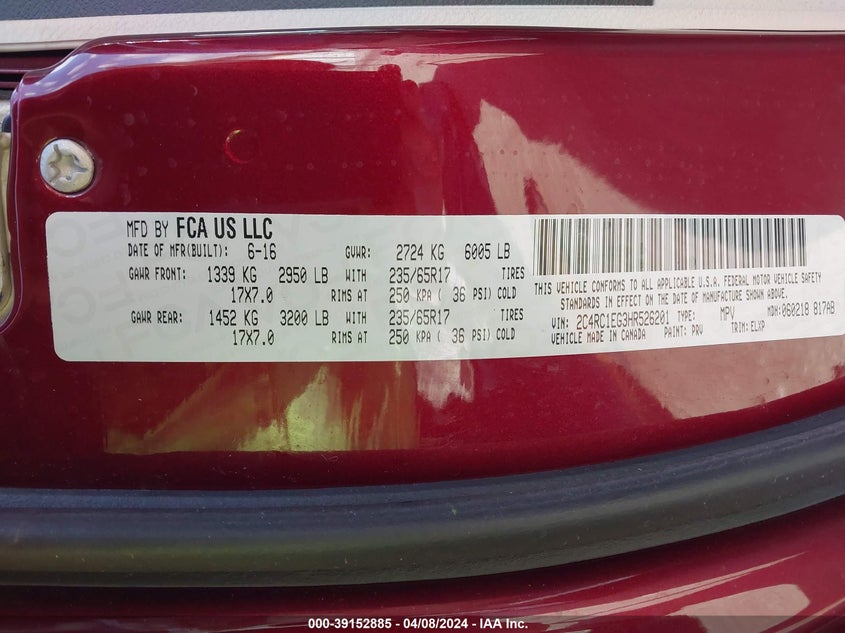 MFD BY FCA US LLC
DATE OF MFR(BUILT): 6-16 GVWR: 2724 KG 6005 LB
GAWR FRONT: 1339 KG 2950 LB WITH 235/65R17 TIRES
17X7.0 RIMS AT 250 KPA ( 36 PSI) COLD
GAWR REAR: 1452 KG 3200 LB WITH 235/65R17 TIRES
17X7.0 RIMS AT 250 KPA ( 36 PSI) COLD
THIS VEHICLE CONFORMS TO ALL APPLICABLE U.S.A. FEDERAL MOTOR VEHICLE SAFETY
STANDARDS IN EFFECT ON THE DATE OF MANUFACTURE SHOWN ABOVE.
VIN: 2C4RC1EG3HR526201 TYPE: MPV MDH: 060218 817AB
VEHICLE MADE IN CANADA PAINT: PRV TRIM: ELXP
000-39152885 - 04/08/2024 - IAA Inc.